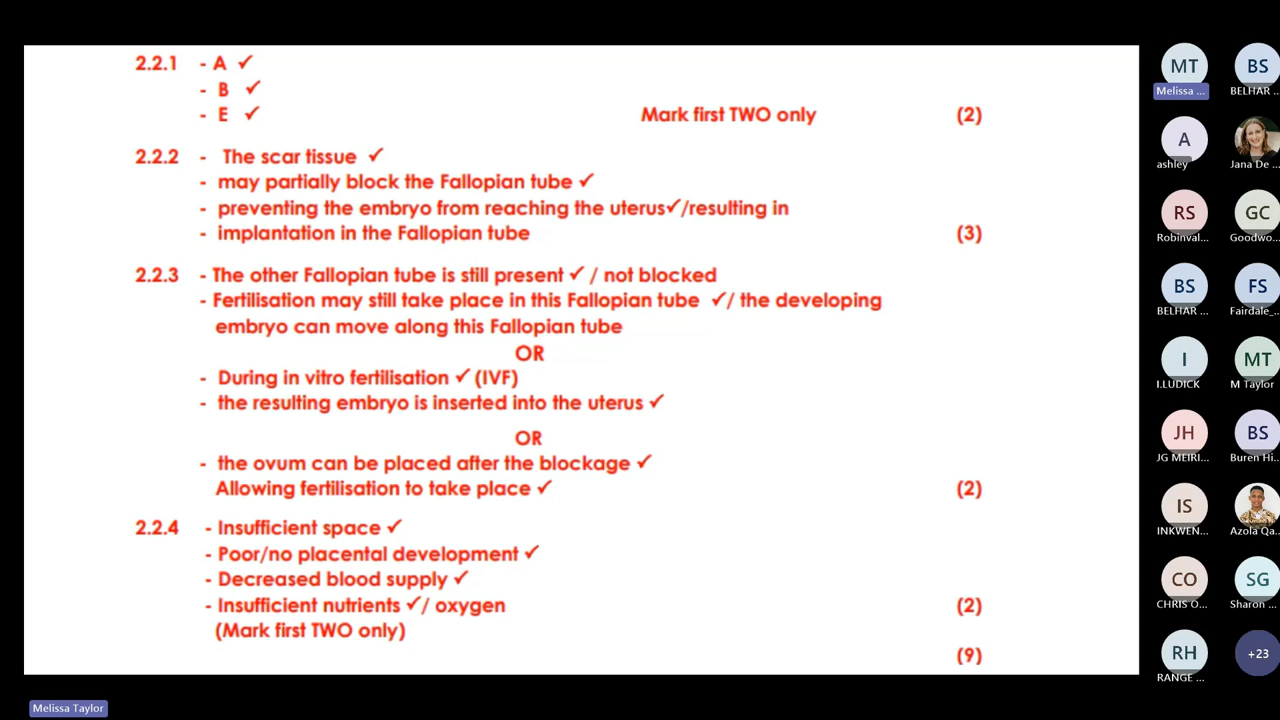 2.2.1 - A ✓
- B ✓
- E ✓ Mark first TWO only (2)
2.2.2 - The scar tissue ✓
- may partially block the Fallopian tube ✓
- preventing the embryo from reaching the uterus✓/resulting in
- implantation in the Fallopian tube (3)
2.2.3 - The other Fallopian tube is still present ✓ / not blocked
- Fertilisation may still take place in this Fallopian tube ✓/ the developing
embryo can move along this Fallopian tube
OR
- During in vitro fertilisation ✓ (IVF)
- the resulting embryo is inserted into the uterus ✓
OR
- the ovum can be placed after the blockage ✓
Allowing fertilisation to take place ✓ (2)
2.2.4 - Insufficient space ✓
- Poor/no placental development ✓
- Decreased blood supply ✓
- Insufficient nutrients ✓/ oxygen (2)
(Mark first TWO only)
(9)
MT BS
Melissa ... BELHAR ...
A
ashley Jana De ...
RS GC
Robinval... Goodwo...
BS FS
BELHAR ... Fairdale_...
I MT
I.LUDICK M Taylor
JH BS
JG MEIRI... Buren Hi...
IS
INKWEN... Azola Qa...
CO SG
CHRIS O... Sharon ...
RH +23
RANGE ...
Melissa Taylor